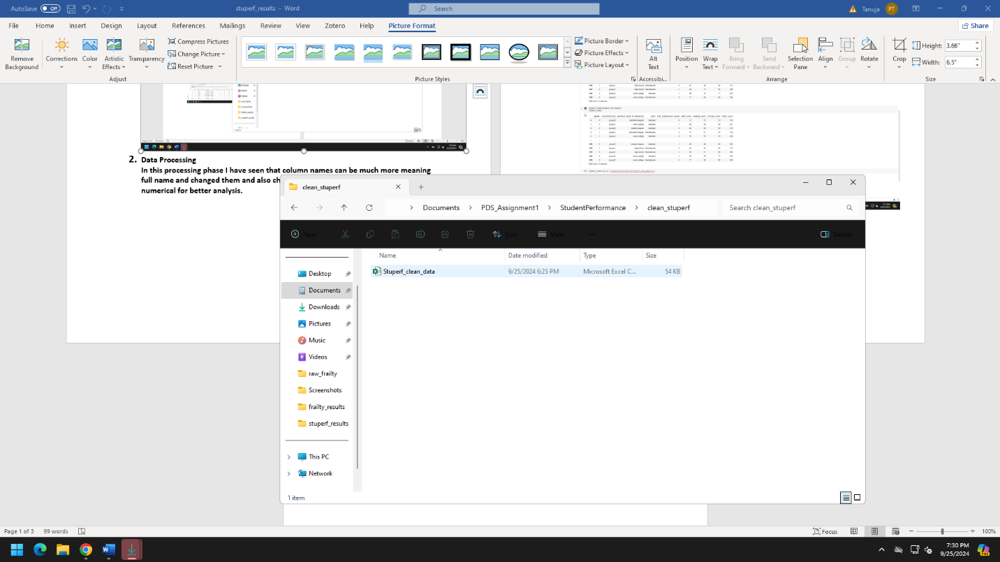 AutoSave Off stuperf_results - Word Search Tanuja PT
File Home Insert Design Layout References Mailings Review View Zotero Help Picture Format Share
Remove Background Corrections Color Artistic Effects Transparency
Compress Pictures
Change Picture
Reset Picture
Picture Border
Picture Effects
Picture Layout
Alt Text
Position Wrap Text Bring Forward Send Backward Selection Pane Align Group Rotate
Crop Height: 3.66"
Width: 6.5"
Adjust Picture Styles Accessibi... Arrange Size
2. Data Processing
In this processing phase I have seen that column names can be much more meaning
full name and changed them and also ch
numerical for better analysis.
clean_stuperf
Documents PDS_Assignment1 StudentPerformance clean_stuperf Search clean_stuperf
New Sort View Details
Name Date modified Type Size
Stuperf_clean_data 9/25/2024 6:25 PM Microsoft Excel C... 54 KB
Desktop
Documents
Downloads
Pictures
Music
Videos
raw_frailty
Screenshots
frailty_results
stuperf_results
This PC
Network
1 item
Page 1 of 3 99 words Focus 100%
7:30 PM
9/25/2024